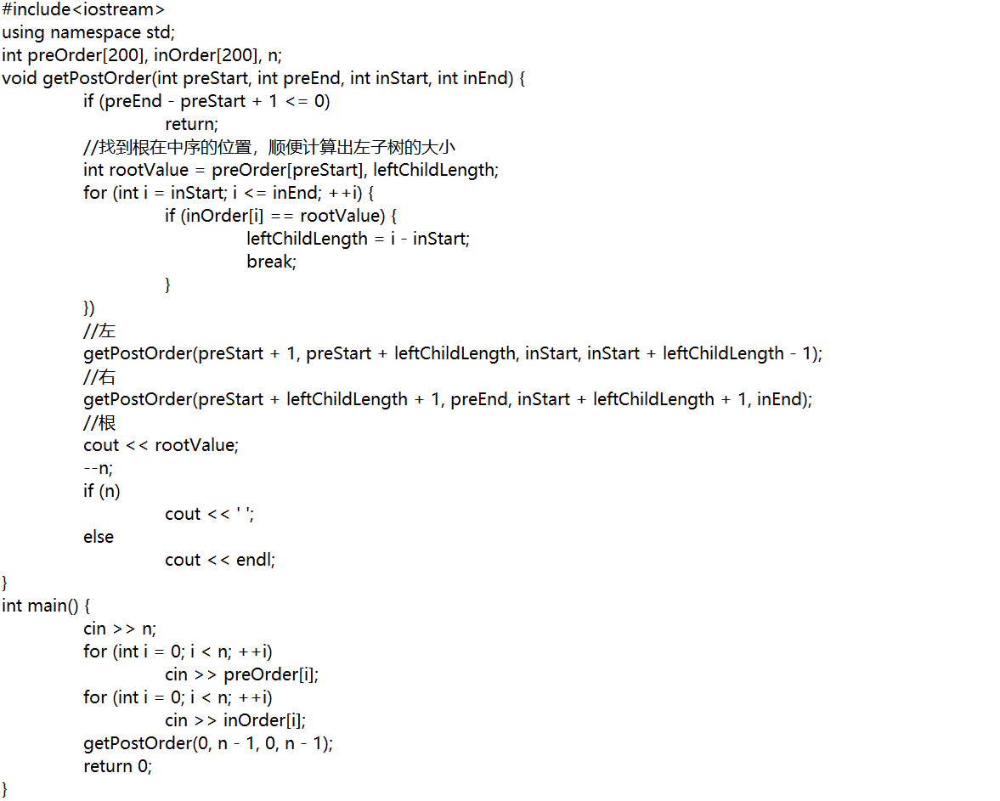 #include<iostream>
using namespace std;
int preOrder[200], inOrder[200], n;
void getPostOrder(int preStart, int preEnd, int inStart, int inEnd) {
if (preEnd - preStart + 1 <= 0)
return;
//找到根在中序的位置，顺便计算出左子树的大小
int rootValue = preOrder[preStart], leftChildLength;
for (int i = inStart; i <= inEnd; ++i) {
if (inOrder[i] == rootValue) {
leftChildLength = i - inStart;
break;
}
})
//左
getPostOrder(preStart + 1, preStart + leftChildLength, inStart, inStart + leftChildLength - 1);
//右
getPostOrder(preStart + leftChildLength + 1, preEnd, inStart + leftChildLength + 1, inEnd);
//根
cout << rootValue;
--n;
if (n)
cout << ' ';
else
cout << endl;
}
int main() {
cin >> n;
for (int i = 0; i < n; ++i)
cin >> preOrder[i];
for (int i = 0; i < n; ++i)
cin >> inOrder[i];
getPostOrder(0, n - 1, 0, n - 1);
return 0;
}